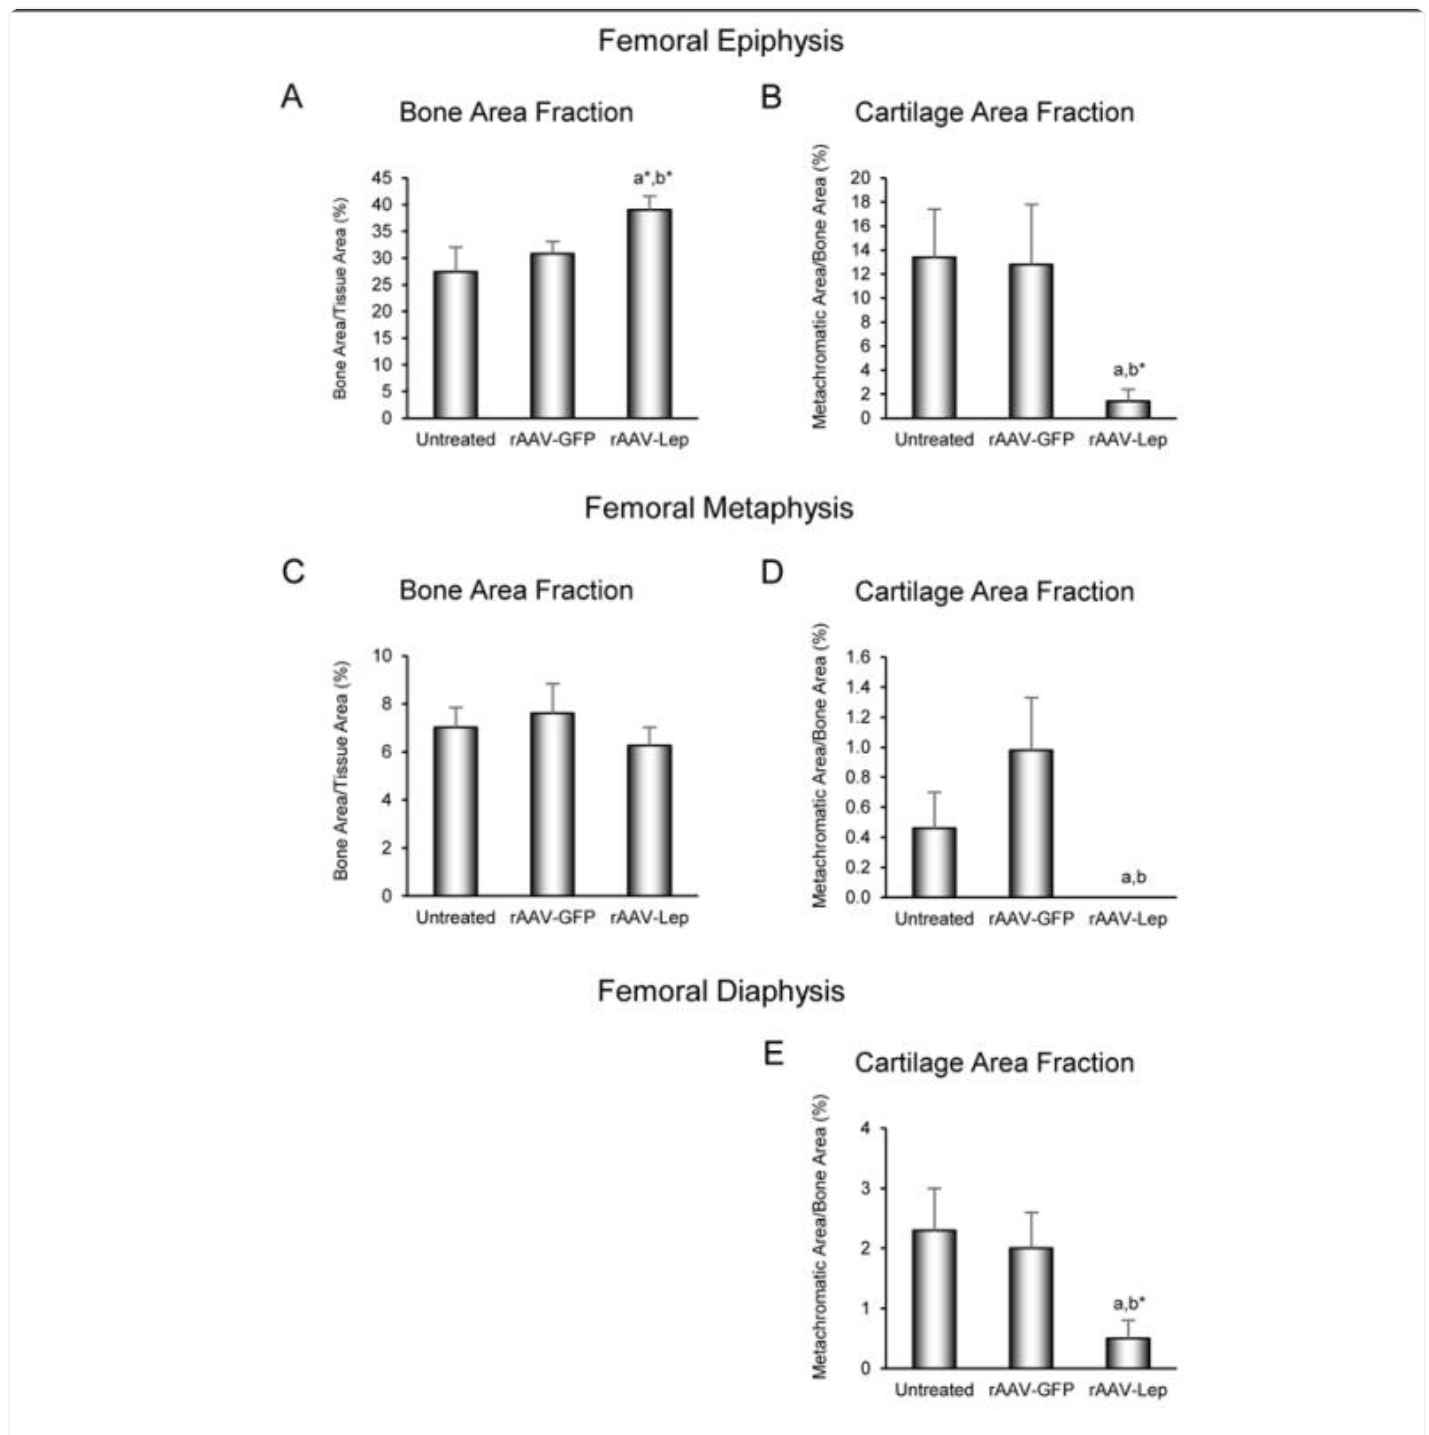 Femoral Epiphysis
A
Bone Area Fraction
Bone Area/Tissue Area (%)
45
40
35
30
25
20
15
10
5
0
a*,b*
Untreated rAAV-GFP rAAV-Lep
B
Cartilage Area Fraction
Metachromatic Area/Bone Area (%)
20
18
16
14
12
10
8
6
4
2
0
a,b*
Untreated rAAV-GFP rAAV-Lep
Femoral Metaphysis
C
Bone Area Fraction
Bone Area/Tissue Area (%)
10
8
6
4
2
0
Untreated rAAV-GFP rAAV-Lep
D
Cartilage Area Fraction
Metachromatic Area/Bone Area (%)
1.6
1.4
1.2
1.0
0.8
0.6
0.4
0.2
0.0
a,b
Untreated rAAV-GFP rAAV-Lep
Femoral Diaphysis
E
Cartilage Area Fraction
Metachromatic Area/Bone Area (%)
4
3
2
1
0
a,b*
Untreated rAAV-GFP rAAV-Lep